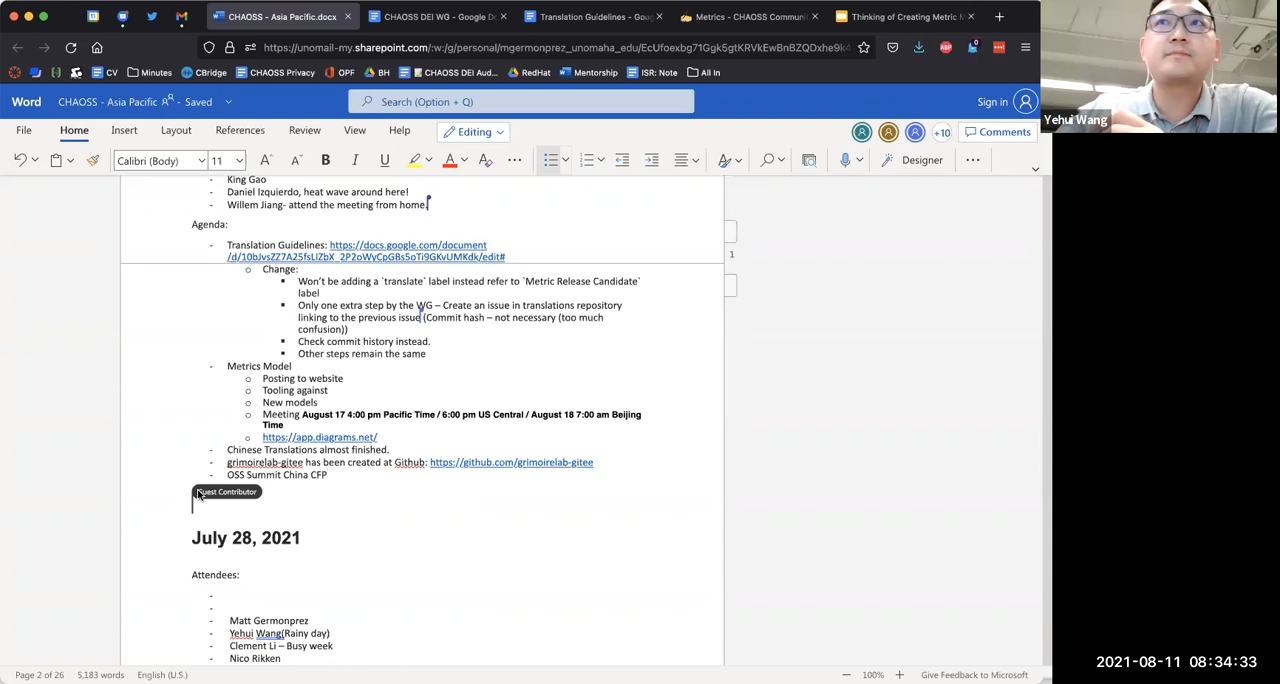 CHAOSS - Asia Pacific.docx
CHAOSS DEI WG - Google D
Translation Guidelines - Goog
Metrics - CHAOSS Communit
Thinking of Creating Metric M
https://unomail-my.sharepoint.com/:w:/g/personal/mgermonprez_unomaha_edu/EcUfoexbg71Ggk5gtKRVkEwBnBZQDxhe9k4
CV
Minutes
CBridge
CHAOSS Privacy
OPF
BH
CHAOSS DEI Aud...
RedHat
Mentorship
ISR: Note
All In
Word
CHAOSS - Asia Pacific - Saved
Search (Option + Q)
Sign in
Yehui Wang
File
Home
Insert
Layout
References
Review
View
Help
Editing
+10
Comments
Calibri (Body)
11
Designer
- King Gao
- Daniel Izquierdo, heat wave around here!
- Willem Jiang- attend the meeting from home.
Agenda:
- Translation Guidelines: https://docs.google.com/document
/d/10bJvsZZ7A25fsLIZbX_2P2oWyCpGBs5oTi9GKvUMKdk/edit#
1
o Change:
▪ Won't be adding a `translate` label instead refer to `Metric Release Candidate`
label
▪ Only one extra step by the WG – Create an issue in translations repository
linking to the previous issue (Commit hash – not necessary (too much
confusion))
▪ Check commit history instead.
▪ Other steps remain the same
- Metrics Model
o Posting to website
o Tooling against
o New models
o Meeting August 17 4:00 pm Pacific Time / 6:00 pm US Central / August 18 7:00 am Beijing
Time
o https://app.diagrams.net/
- Chinese Translations almost finished.
- grimoirelab-gitee has been created at Github: https://github.com/grimoirelab-gitee
- OSS Summit China CFP
Guest Contributor
July 28, 2021
Attendees:
-
-
- Matt Germonprez
- Yehui Wang(Rainy day)
- Clement Li – Busy week
- Nico Rikken
Page 2 of 26
5,183 words
English (U.S.)
100%
Give Feedback to Microsoft
2021-08-11 08:34:33